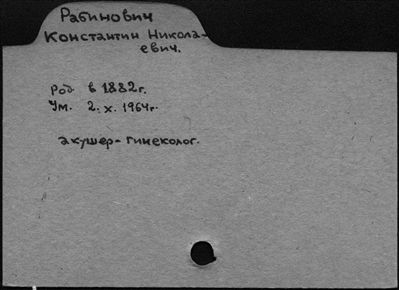 Рабинович
Константин Никола-
евич.
Род. в 1882г.
Ум. 2. х. 1964г.
акушер-гинеколог.